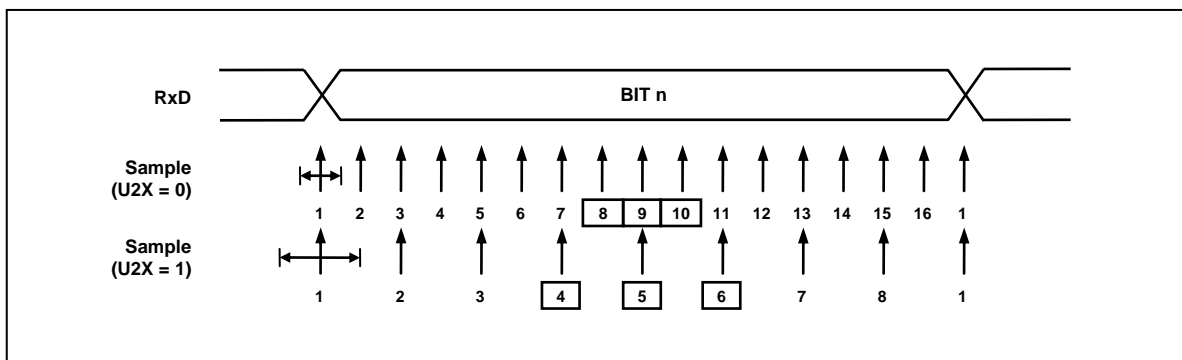 RxD
BIT n
Sample
(U2X = 0)
1 2 3 4 5 6 7 8 9 10 11 12 13 14 15 16 1
Sample
(U2X = 1)
1 2 3 4 5 6 7 8 1